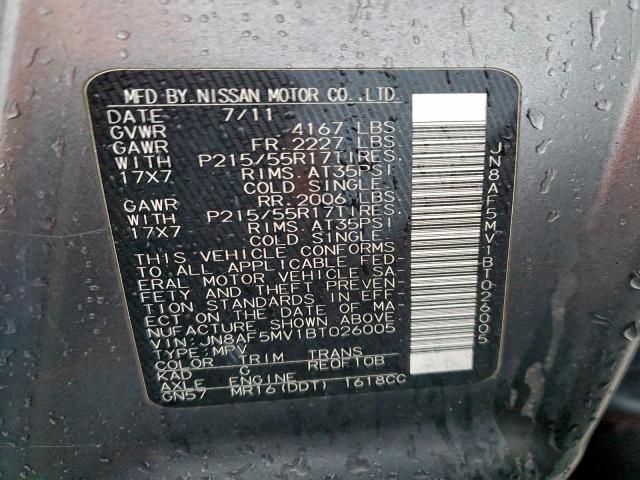 MFD BY NISSAN MOTOR CO.,LTD.
DATE 7/11
GVWR 4167 LBS
GAWR FR. 2227 LBS
WITH P215/55R17TIRES.
17X7 RIMS AT35PSI
COLD SINGLE.
GAWR RR. 2006 LBS
WITH P215/55R17TIRES.
17X7 RIMS AT35PSI
COLD SINGLE.
THIS VEHICLE CONFORMS
TO ALL APPLICABLE FED-
ERAL MOTOR VEHICLE SA-
FETY AND THEFT PREVEN-
TION STANDARDS IN EFF-
ECT ON THE DATE OF MA
NUFACTURE SHOWN ABOVE.
VIN: JN8AF5MV1BT026005
TYPE: MPV
COLOR TRIM TRANS
KAD G RE0F10B
AXLE ENGINE
GN57 MR16(DDT) 1618CC
JN8AF5MV1BT026005